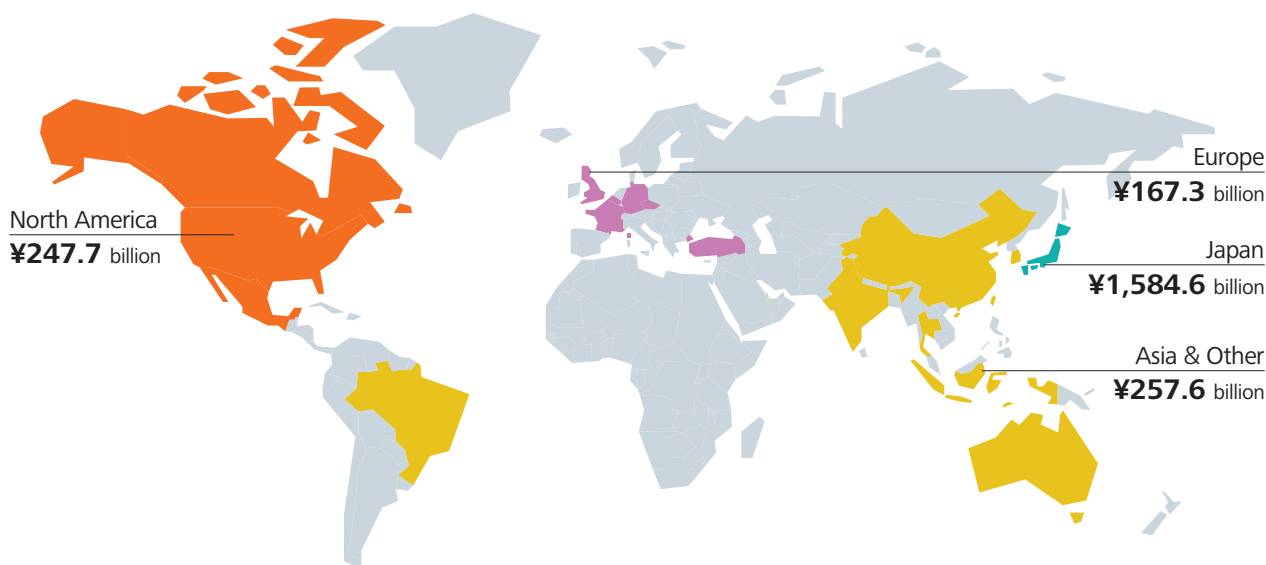 North America
¥247.7 billion
Europe
¥167.3 billion
Japan
¥1,584.6 billion
Asia & Other
¥257.6 billion